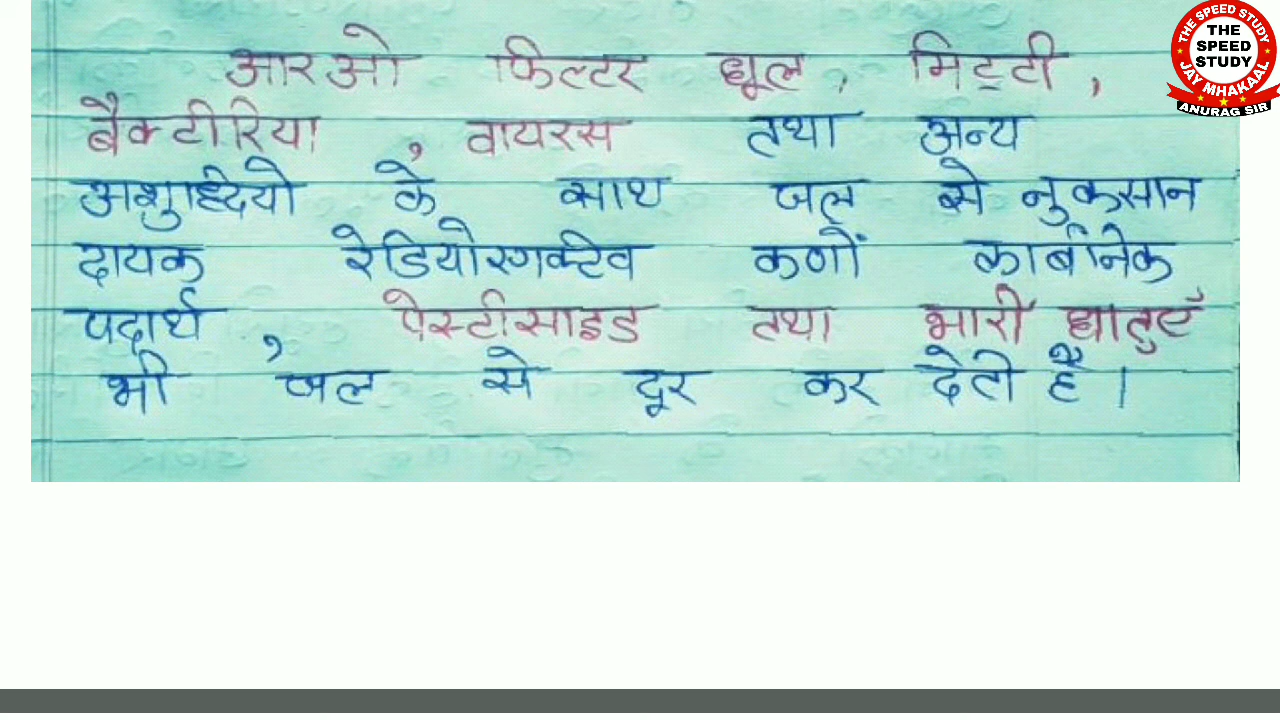 आरओ फिल्टर धूल, मिट्टी,
बैक्टीरिया, वायरस तथा अन्य
अशुद्धियो के साथ जल से नुकसान
दायक रेडियोएक्टिव कणों कार्बनिक
पदार्थ, पेस्टीसाइड तथा भारी धातुएँ
भी जल से दूर कर देती है।
THE SPEED STUDY
THE
SPEED
STUDY
JAY MHAKAAL
ANURAG SIR